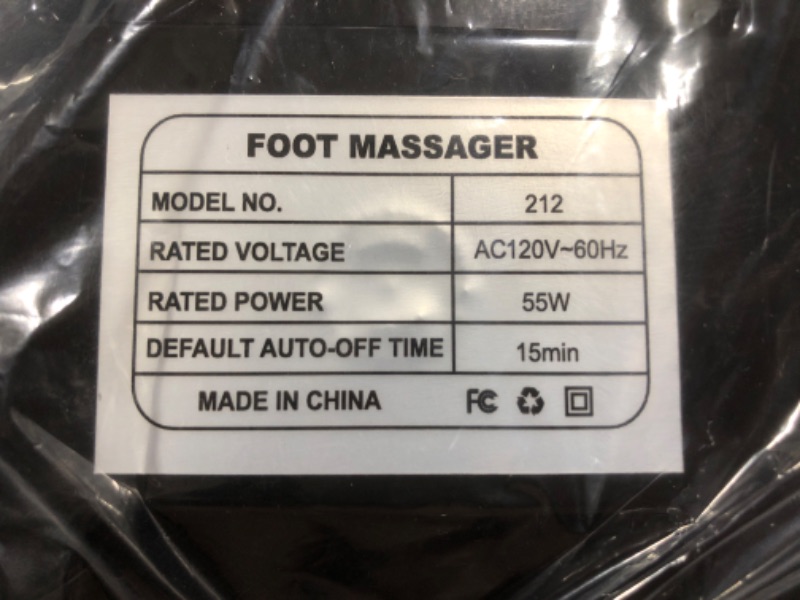 FOOT MASSAGER
MODEL NO. 212
RATED VOLTAGE AC120V~60Hz
RATED POWER 55W
DEFAULT AUTO-OFF TIME 15min
MADE IN CHINA FC